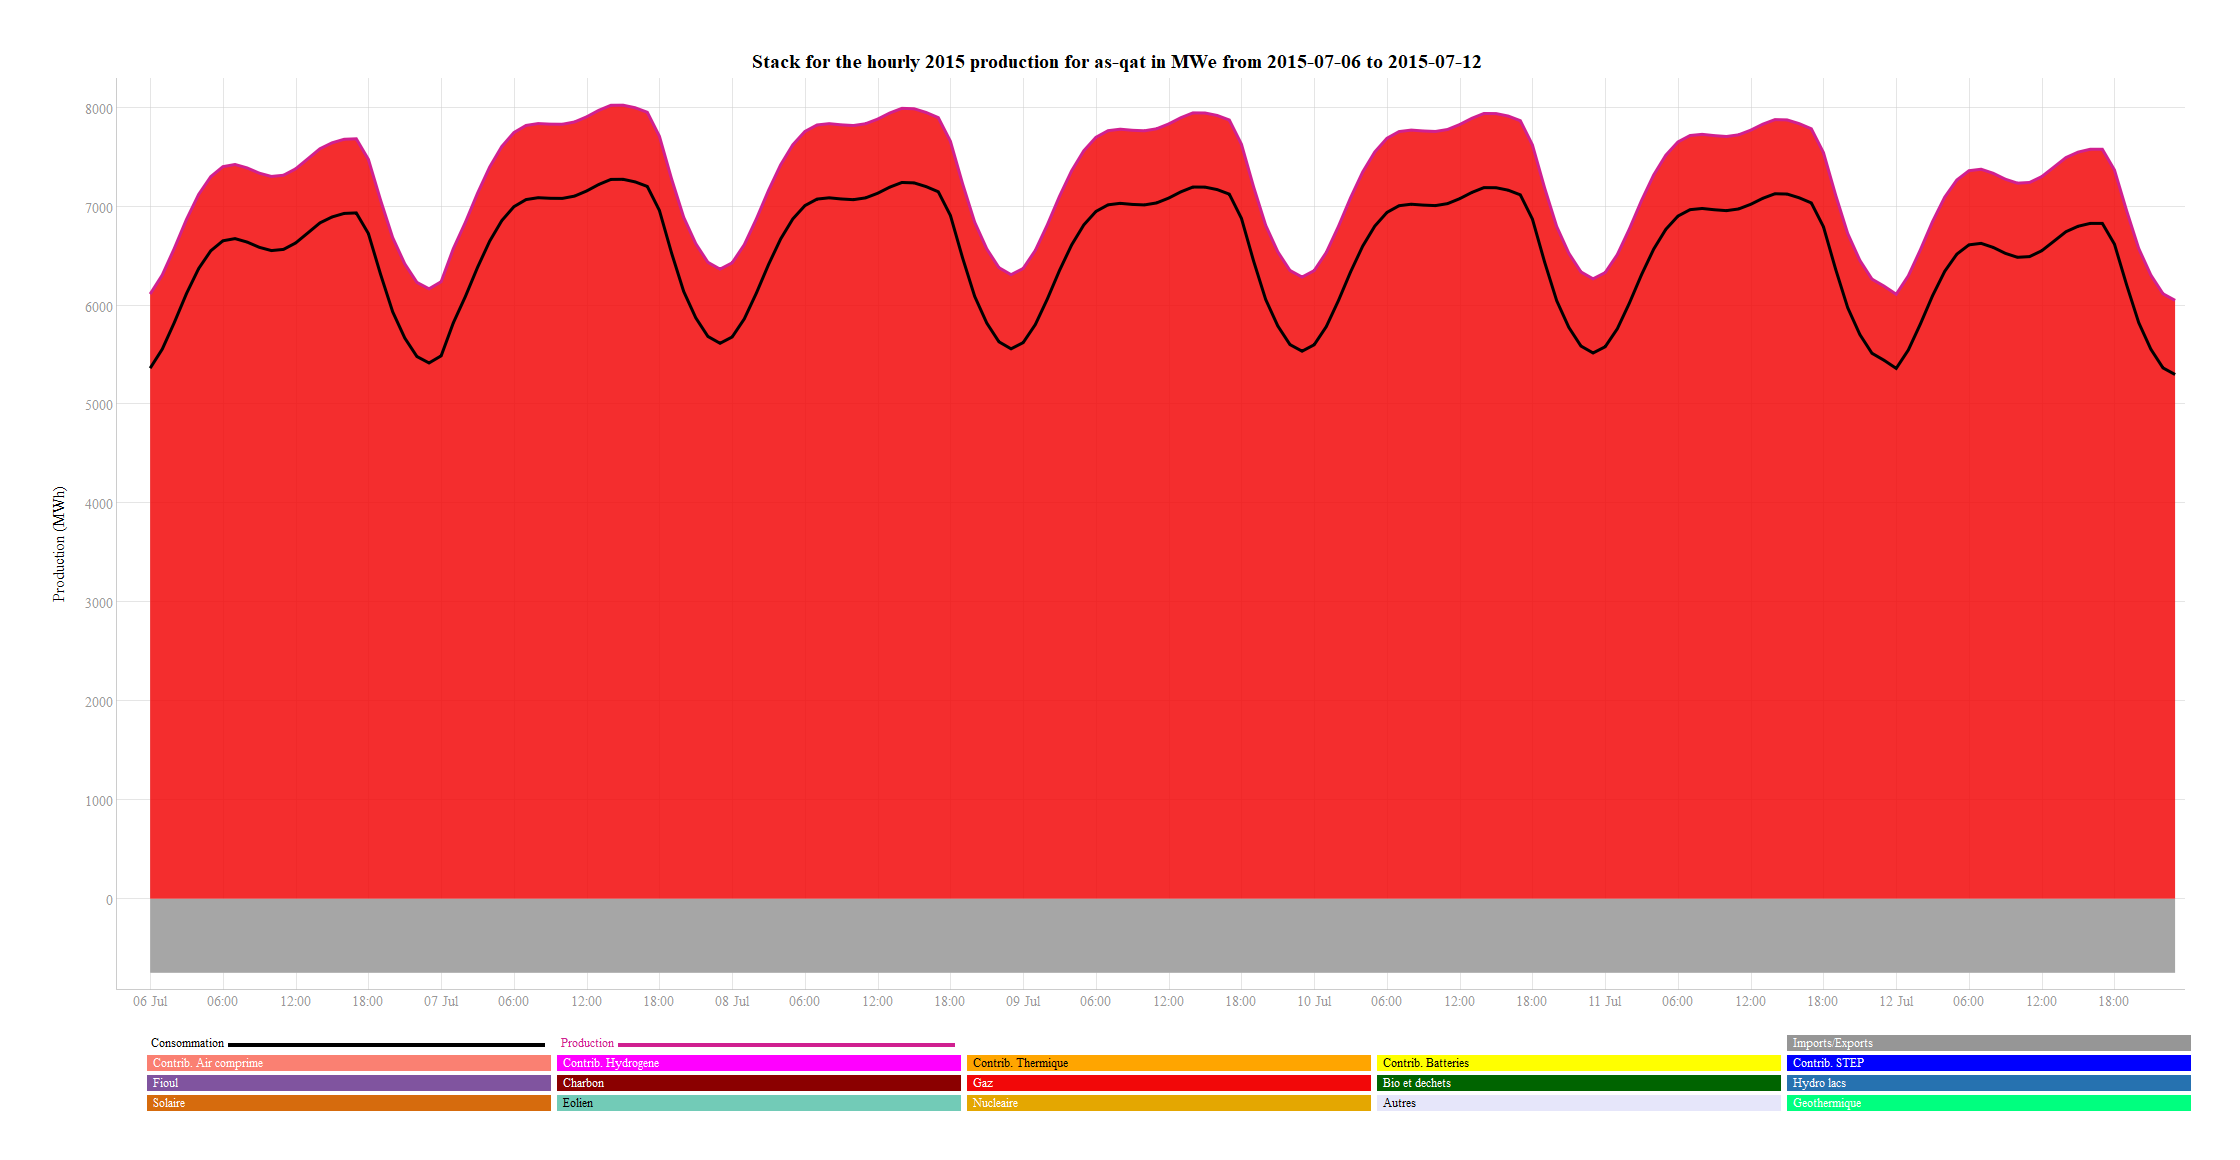 Stack for the hourly 2015 production for as-qat in MWe from 2015-07-06 to 2015-07-12
8000
7000
6000
5000
4000
3000
2000
1000
0
Production (MWh)
06 Jul 06:00 12:00 18:00 07 Jul 06:00 12:00 18:00 08 Jul 06:00 12:00 18:00 09 Jul 06:00 12:00 18:00 10 Jul 06:00 12:00 18:00 11 Jul 06:00 12:00 18:00 12 Jul 06:00 12:00 18:00
Consommation Production Imports/Exports
Contrib. Air comprime Contrib. Hydrogene Contrib. Thermique Contrib. Batteries Contrib. STEP
Fioul Charbon Gaz Bio et dechets Hydro lacs
Solaire Eolien Nucleaire Autres Geothermique